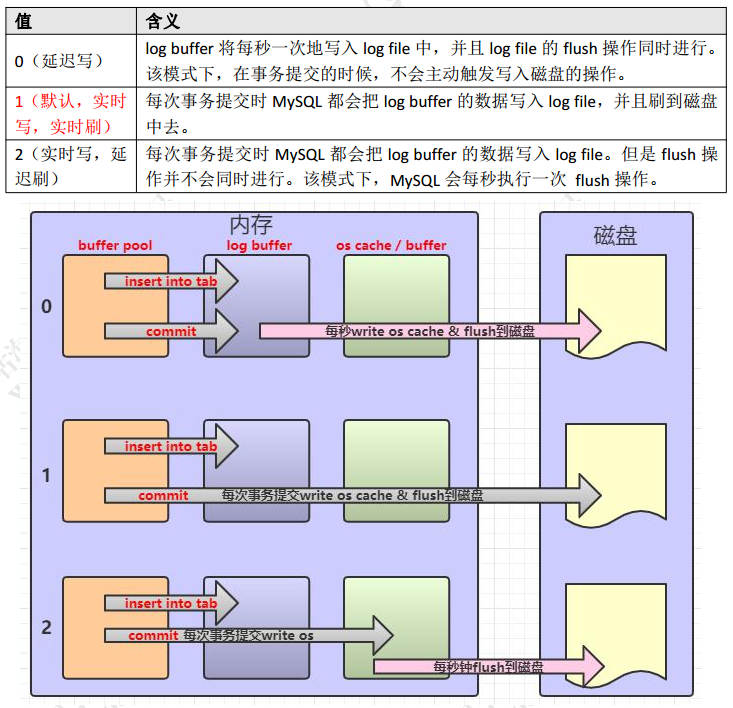 值 含义
0（延迟写） log buffer 将每秒一次地写入 log file 中，并且 log file 的 flush 操作同时进行。
该模式下，在事务提交的时候，不会主动触发写入磁盘的操作。
1（默认，实时 每次事务提交时 MySQL 都会把 log buffer 的数据写入 log file，并且刷到磁盘
写，实时刷） 中去。
2（实时写，延 每次事务提交时 MySQL 都会把 log buffer 的数据写入 log file。但是 flush 操
迟刷） 作并不会同时进行。该模式下，MySQL 会每秒执行一次 flush 操作。
内存
磁盘
buffer pool log buffer os cache / buffer
0
insert into tab
commit 每秒write os cache & flush到磁盘
1
insert into tab
commit 每次事务提交write os cache & flush到磁盘
2
insert into tab
commit 每次事务提交write os
每秒钟flush到磁盘